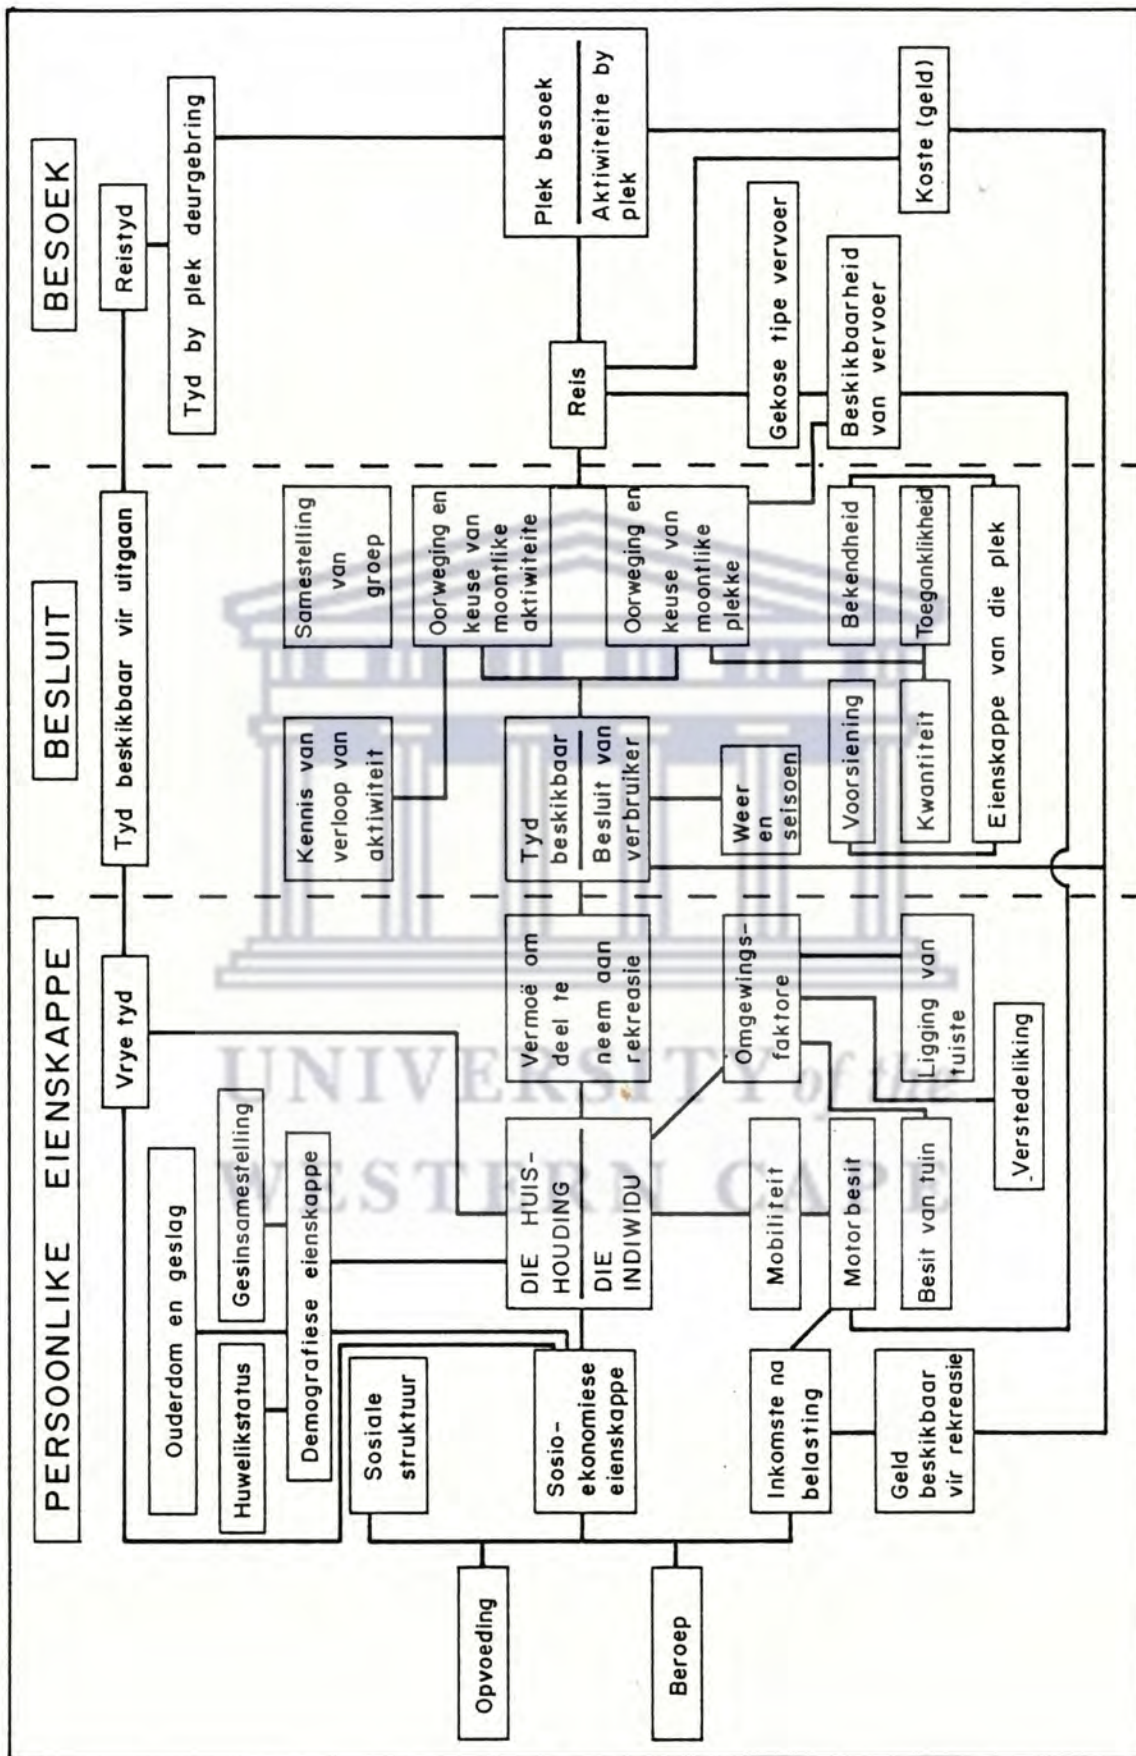 PERSOONLIKE EIENSKAPPE
BESLUIT
BESOEK
Vrye tyd
Tyd beskikbaar vir uitgaan
Reistyd
Tyd by plek deurgebring
Ouderdom en geslag
Huwelikstatus
Gesinsamestelling
Demografiese eienskappe
Sosiale
struktuur
Opvoeding
Sosio-
ekonomiese
eienskappe
Beroep
Inkomste na
belasting
Geld
beskikbaar
vir rekreasie
DIE HUIS-
HOUDING
DIE
INDIWIDU
Mobiliteit
Motorbesit
Besit van tuin
Vermoë om
deel te
neem aan
rekreasie
Omgewings-
faktore
Ligging van
tuiste
Verstedeliking
Kennis van
verloop van
aktiwiteit
Samestelling
van
groep
Tyd
beskikbaar
Besluit van
verbruiker
Weer
en
seisoen
Oorweging en
keuse van
moontlike
aktiwiteite
Oorweging en
keuse van
moontlike
plekke
Voorsiening
Bekendheid
Kwantiteit
Toeganklikheid
Eienskappe van die plek
Reis
Gekose tipe vervoer
Beskikbaarheid
van vervoer
Plek besoek
Aktiwiteite by
plek
Koste (geld)
UNIVERSITY of the
WESTERN CAPE